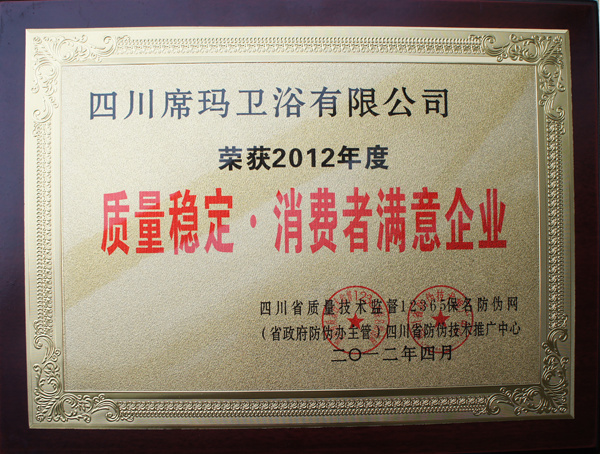 四川席玛卫浴有限公司
荣获2012年度
质量稳定·消费者满意企业
四川省质量技术监督12365保名防伪网
(省政府防伪办主管)四川省防伪技术推广中心
二〇一二年四月